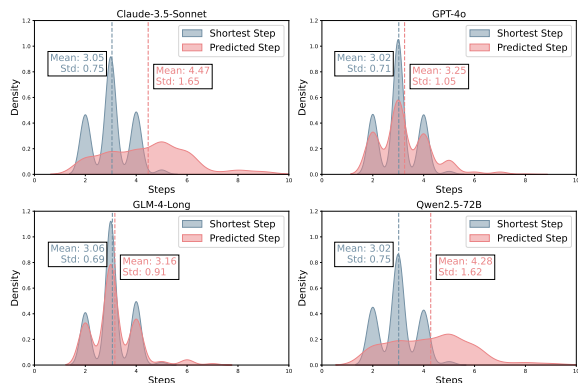 Claude-3.5-Sonnet
1.2
1.0
0.8
0.6
0.4
0.2
0.0
Density
Shortest Step
Predicted Step
Mean: 3.05
Std: 0.75
Mean: 4.47
Std: 1.65
0 2 4 6 8 10
Steps
GPT-4o
1.2
1.0
0.8
0.6
0.4
0.2
0.0
Density
Shortest Step
Predicted Step
Mean: 3.02
Std: 0.71
Mean: 3.25
Std: 1.05
0 2 4 6 8 10
Steps
GLM-4-Long
1.2
1.0
0.8
0.6
0.4
0.2
0.0
Density
Shortest Step
Predicted Step
Mean: 3.06
Std: 0.69
Mean: 3.16
Std: 0.91
0 2 4 6 8 10
Steps
Qwen2.5-72B
1.2
1.0
0.8
0.6
0.4
0.2
0.0
Density
Shortest Step
Predicted Step
Mean: 3.02
Std: 0.75
Mean: 4.28
Std: 1.62
0 2 4 6 8 10
Steps